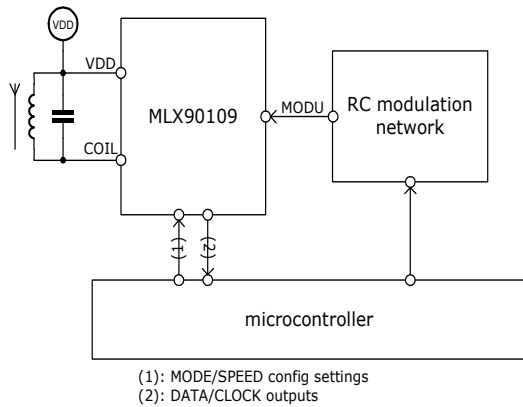 VDD
VDD
MLX90109
MODU
RC modulation
network
COIL
(1)
(2)
microcontroller
(1): MODE/SPEED config settings
(2): DATA/CLOCK outputs